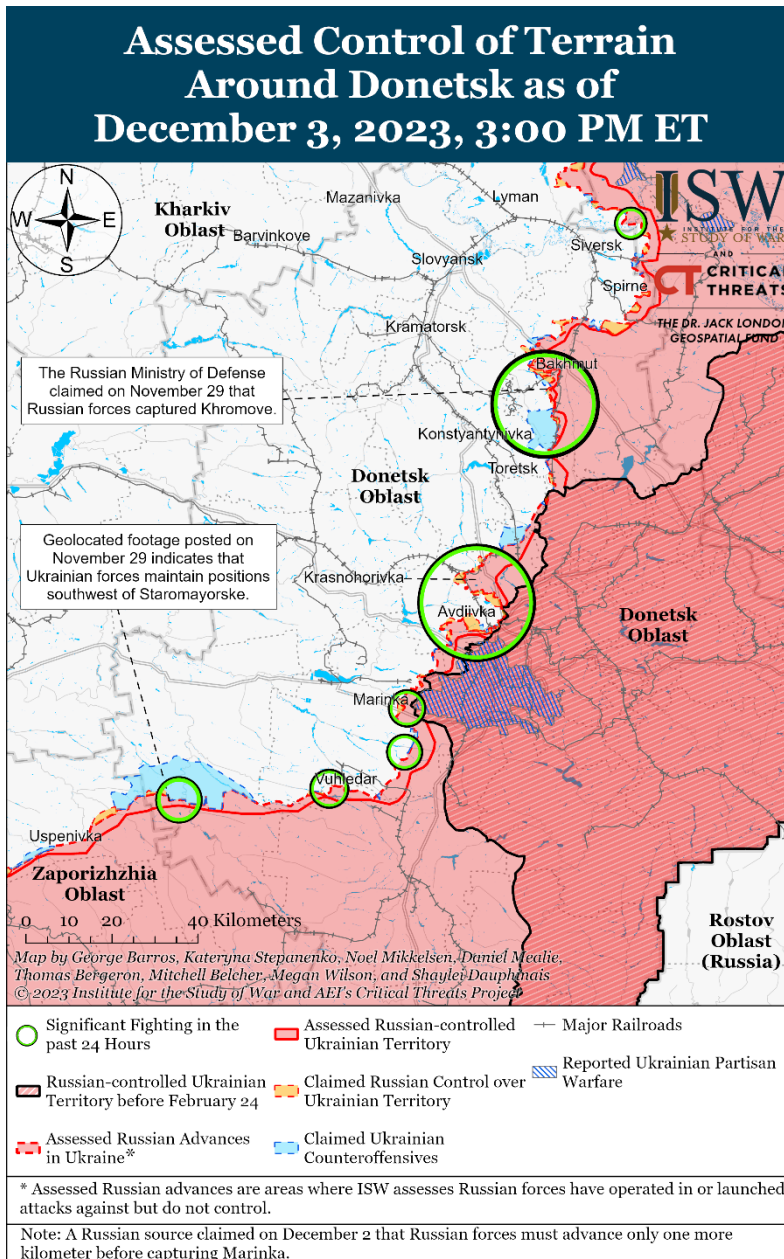 Assessed Control of Terrain
Around Donetsk as of
December 3, 2023, 3:00 PM ET
N
W E
S
Kharkiv
Oblast
Mazanivka
Lyman
ISW
INSTITUTE FOR THE
STUDY OF WAR
AND
CT CRITICAL
THREATS
THE DR. JACK LONDON
GEOSPATIAL FUND
Barvinkove
Siversk
Slovyansk
Spirne
Kramatorsk
The Russian Ministry of Defense
claimed on November 29 that
Russian forces captured Khromove.
Bakhmut
Konstyantynivka
Toretsk
Donetsk
Oblast
Geolocated footage posted on
November 29 indicates that
Ukrainian forces maintain positions
southwest of Staromayorske.
Krasnohorivka
Avdiivka
Donetsk
Oblast
Marinka
Vuhledar
Uspenivka
Zaporizhzhia
Oblast
0 10 20 40 Kilometers
Rostov
Oblast
(Russia)
Map by George Barros, Kateryna Stepanenko, Noel Mikkelsen, Daniel Mealie,
Thomas Bergeron, Mitchell Belcher, Megan Wilson, and Shaylei Dauphnais
© 2023 Institute for the Study of War and AEI's Critical Threats Project
Significant Fighting in the
past 24 Hours
Assessed Russian-controlled
Ukrainian Territory
Major Railroads
Russian-controlled Ukrainian
Territory before February 24
Claimed Russian Control over
Ukrainian Territory
Reported Ukrainian Partisan
Warfare
Assessed Russian Advances
in Ukraine*
Claimed Ukrainian
Counteroffensives
* Assessed Russian advances are areas where ISW assesses Russian forces have operated in or launched
attacks against but do not control.
Note: A Russian source claimed on December 2 that Russian forces must advance only one more
kilometer before capturing Marinka.